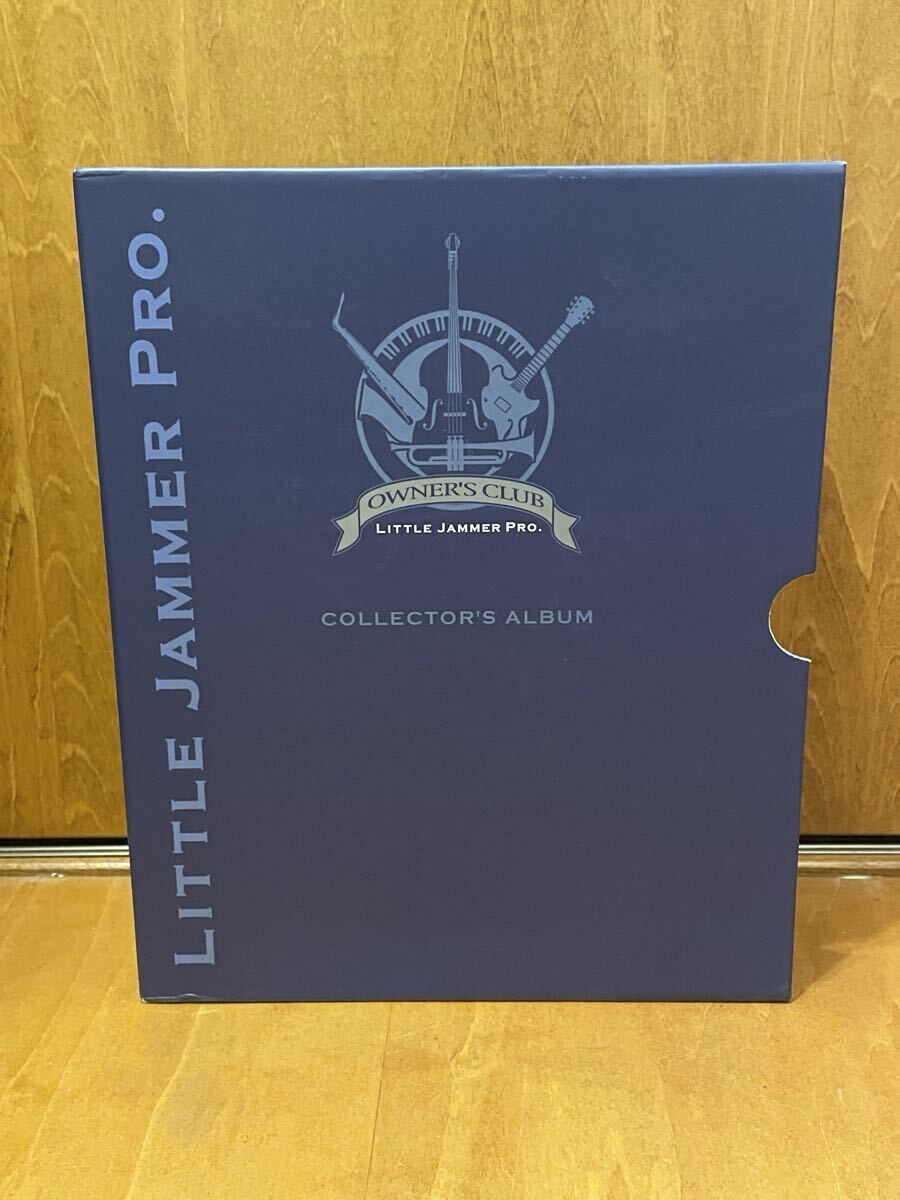 LITTLE JAMMER PRO.
OWNER'S CLUB
LITTLE JAMMER PRO.
COLLECTOR'S ALBUM